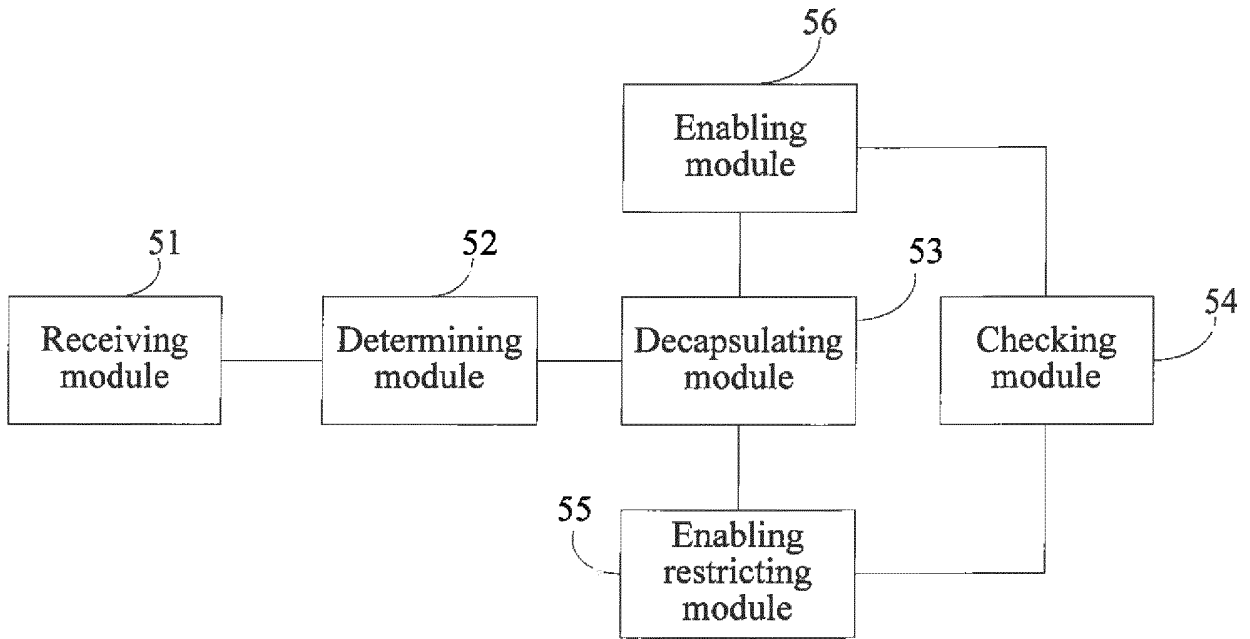 56
Enabling
module
51
52
53
54
Receiving
module
Determining
module
Decapsulating
module
Checking
module
55
Enabling
restricting
module